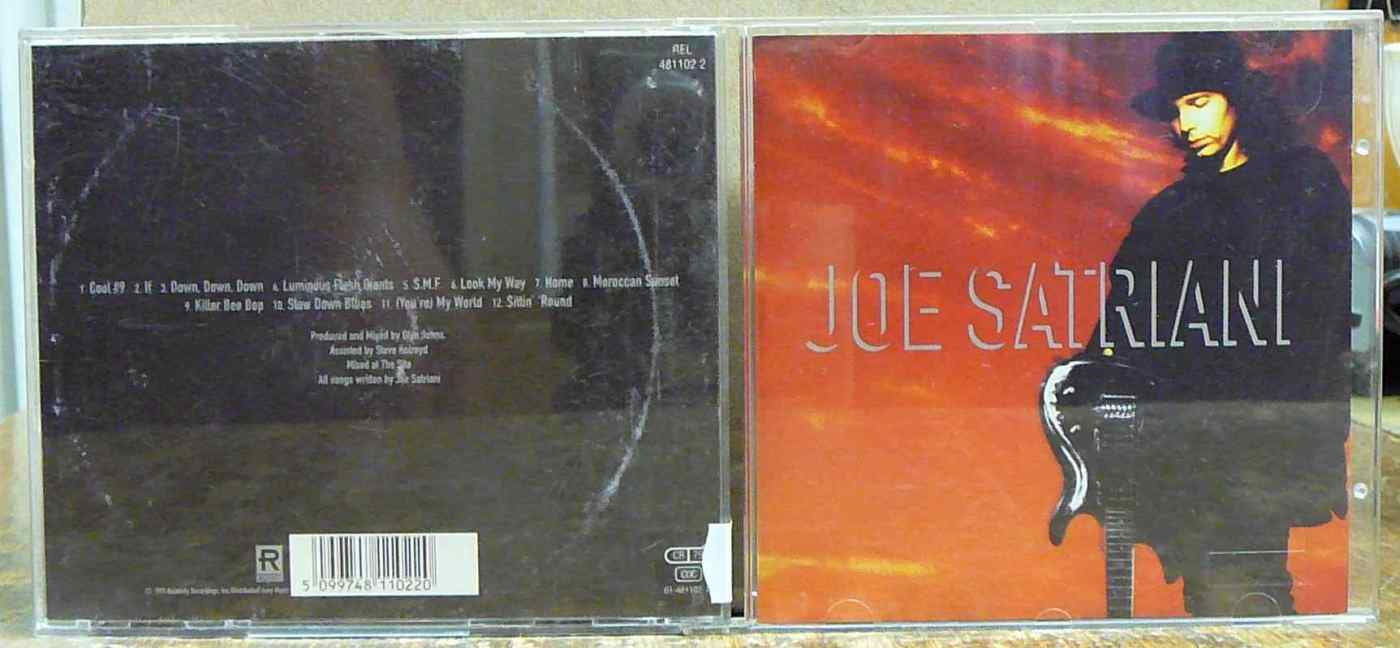 REL
481102 2
1 Cool #9 2. If 3. Down, Down, Down 4. Luminous Flesh Giants 5. S.M.F. 6. Look My Way 7. Home 8. Moroccan Sunset
9. Killer Bee Bop 10. Slow Down Blues 11 (You're) My World 12 Sittin' 'Round
Produced and Mixed by Glyn Johns.
Assisted by Steve Holroyd
Mixed at The Site
All songs written by Joe Satriani
R
5 099748 110220
JOE SATRIANI